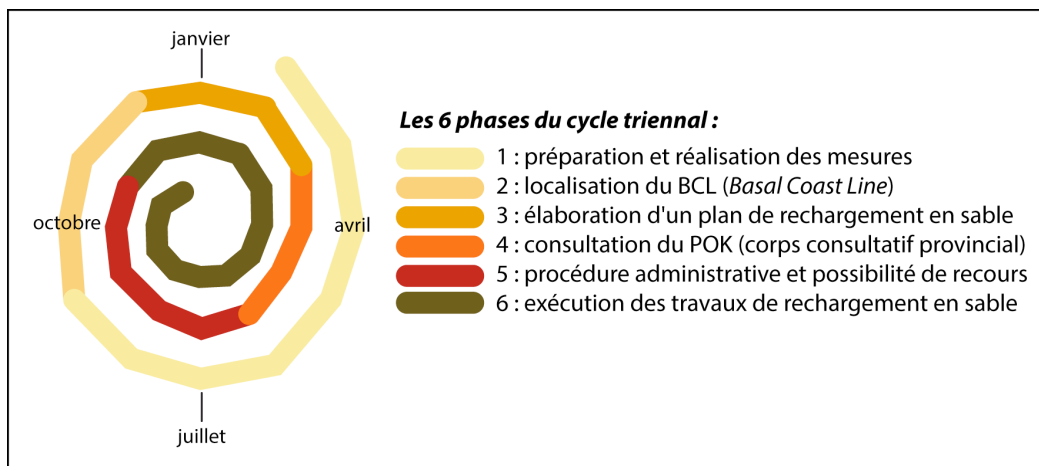 janvier
octobre
avril
juillet
Les 6 phases du cycle triennal :
1 : préparation et réalisation des mesures
2 : localisation du BCL (Basal Coast Line)
3 : élaboration d'un plan de rechargement en sable
4 : consultation du POK (corps consultatif provincial)
5 : procédure administrative et possibilité de recours
6 : exécution des travaux de rechargement en sable